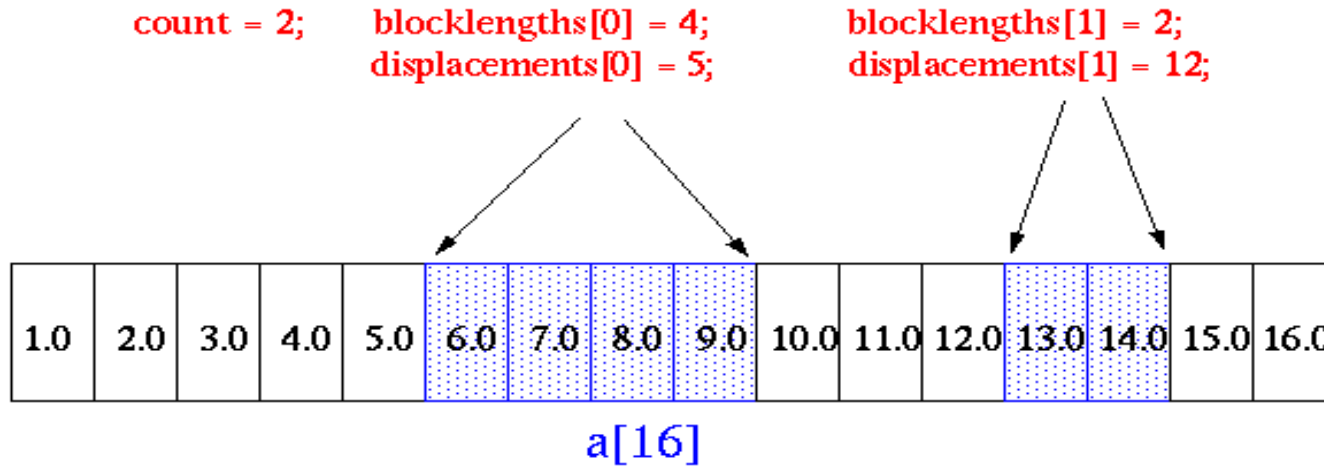 count = 2; blocklengths[0] = 4; blocklengths[1] = 2;
displacements[0] = 5; displacements[1] = 12;
1.0 2.0 3.0 4.0 5.0 6.0 7.0 8.0 9.0 10.0 11.0 12.0 13.0 14.0 15.0 16.0
a[16]